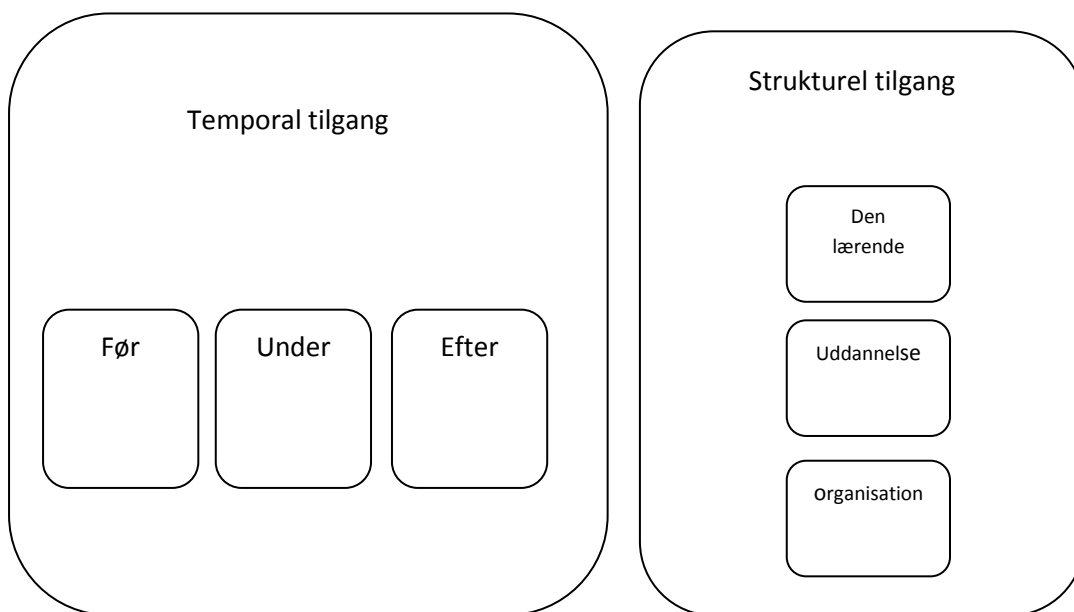 Temporal tilgang
Før
Under
Efter
Strukturel tilgang
Den
lærende
Uddannelse
organisation